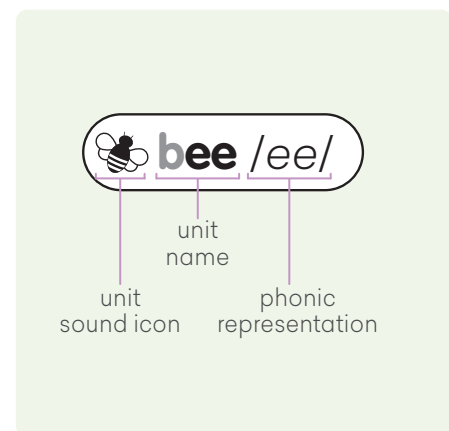 bee /ee/
unit
name
unit
sound icon
phonic
representation